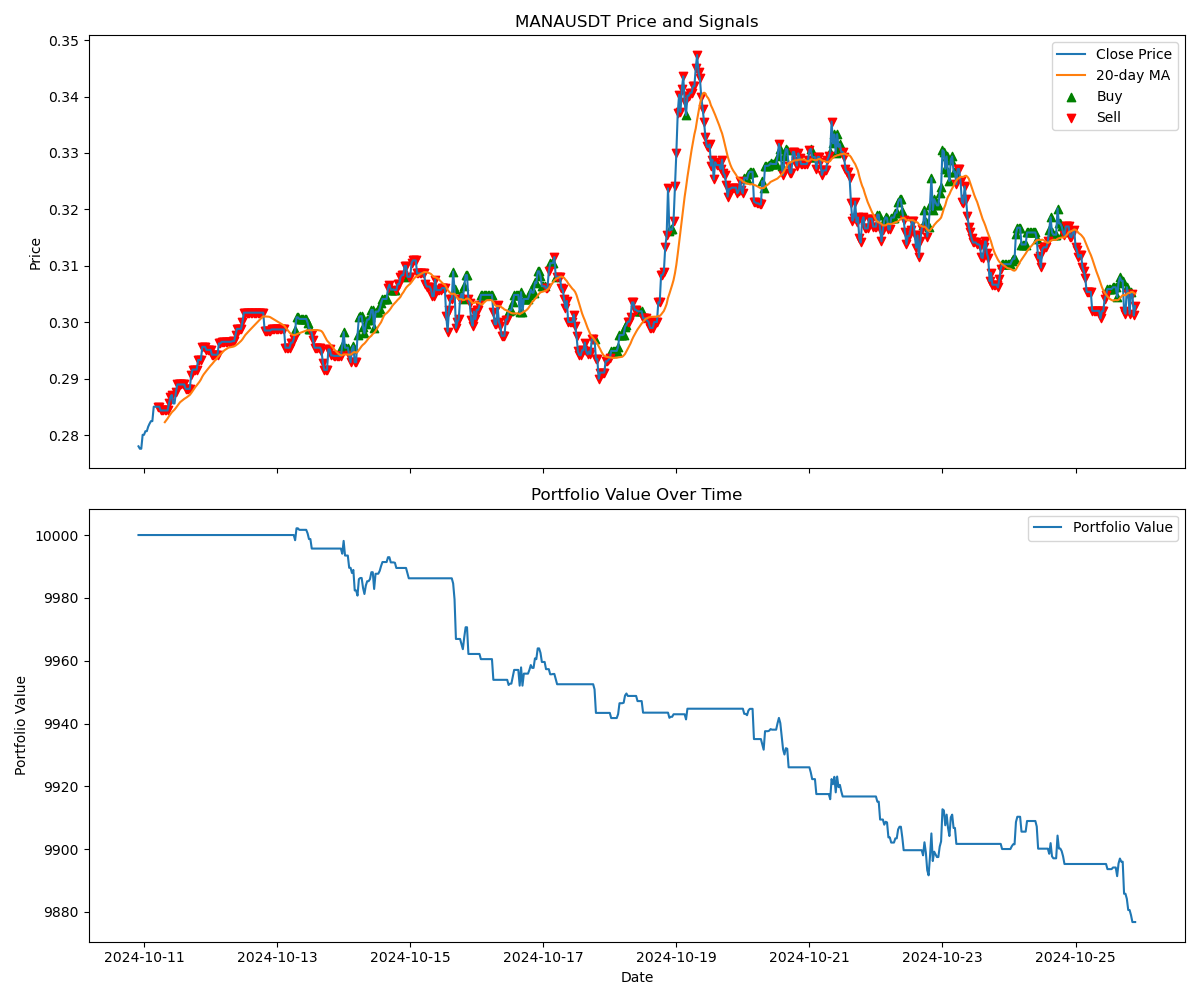 MANAUSDT Price and Signals
0.35
0.34
0.33
0.32
0.31
0.30
0.29
0.28
Price
Close Price
20-day MA
Buy
Sell
Portfolio Value Over Time
10000
9980
9960
9940
9920
9900
9880
Portfolio Value
Portfolio Value
2024-10-11
2024-10-13
2024-10-15
2024-10-17
2024-10-19
2024-10-21
2024-10-23
2024-10-25
Date